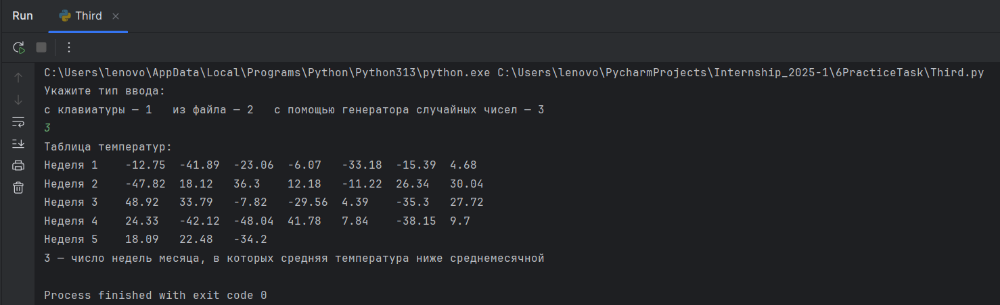 Run Third
C:\Users\lenovo\AppData\Local\Programs\Python\Python313\python.exe C:\Users\lenovo\PycharmProjects\Internship_2025-1\6PracticeTask\Third.py
Укажите тип ввода:
с клавиатуры — 1   из файла — 2   с помощью генератора случайных чисел — 3
3
Таблица температур:
Неделя 1    -12.75  -41.89  -23.06  -6.07   -33.18  -15.39  4.68
Неделя 2    -47.82  18.12   36.3    12.18   -11.22  26.34   30.04
Неделя 3    48.92   33.79   -7.82   -29.56  4.39    -35.3   27.72
Неделя 4    24.33   -42.12  -48.04  41.78   7.84    -38.15  9.7
Неделя 5    18.09   22.48   -34.2
3 — число недель месяца, в которых средняя температура ниже среднемесячной
Process finished with exit code 0